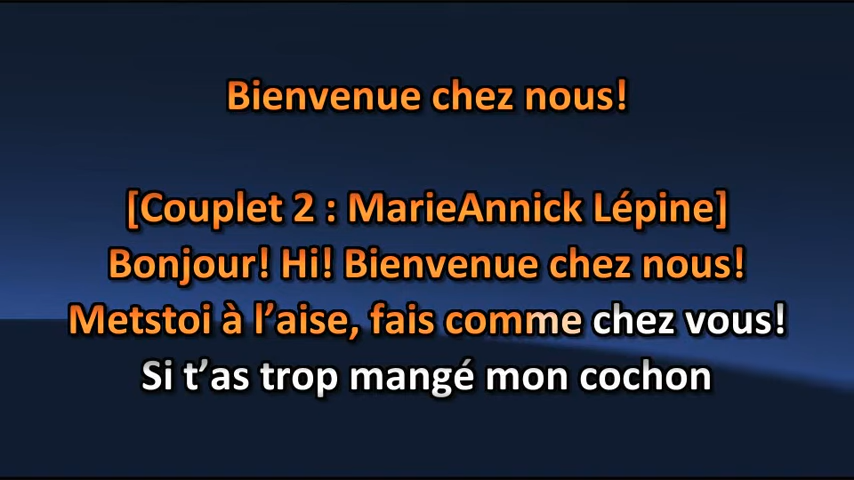 Bienvenue chez nous!
[Couplet 2 : MarieAnnick Lépine]
Bonjour! Hi! Bienvenue chez nous!
Metstoi à l’aise, fais comme chez vous!
Si t’as trop mangé mon cochon